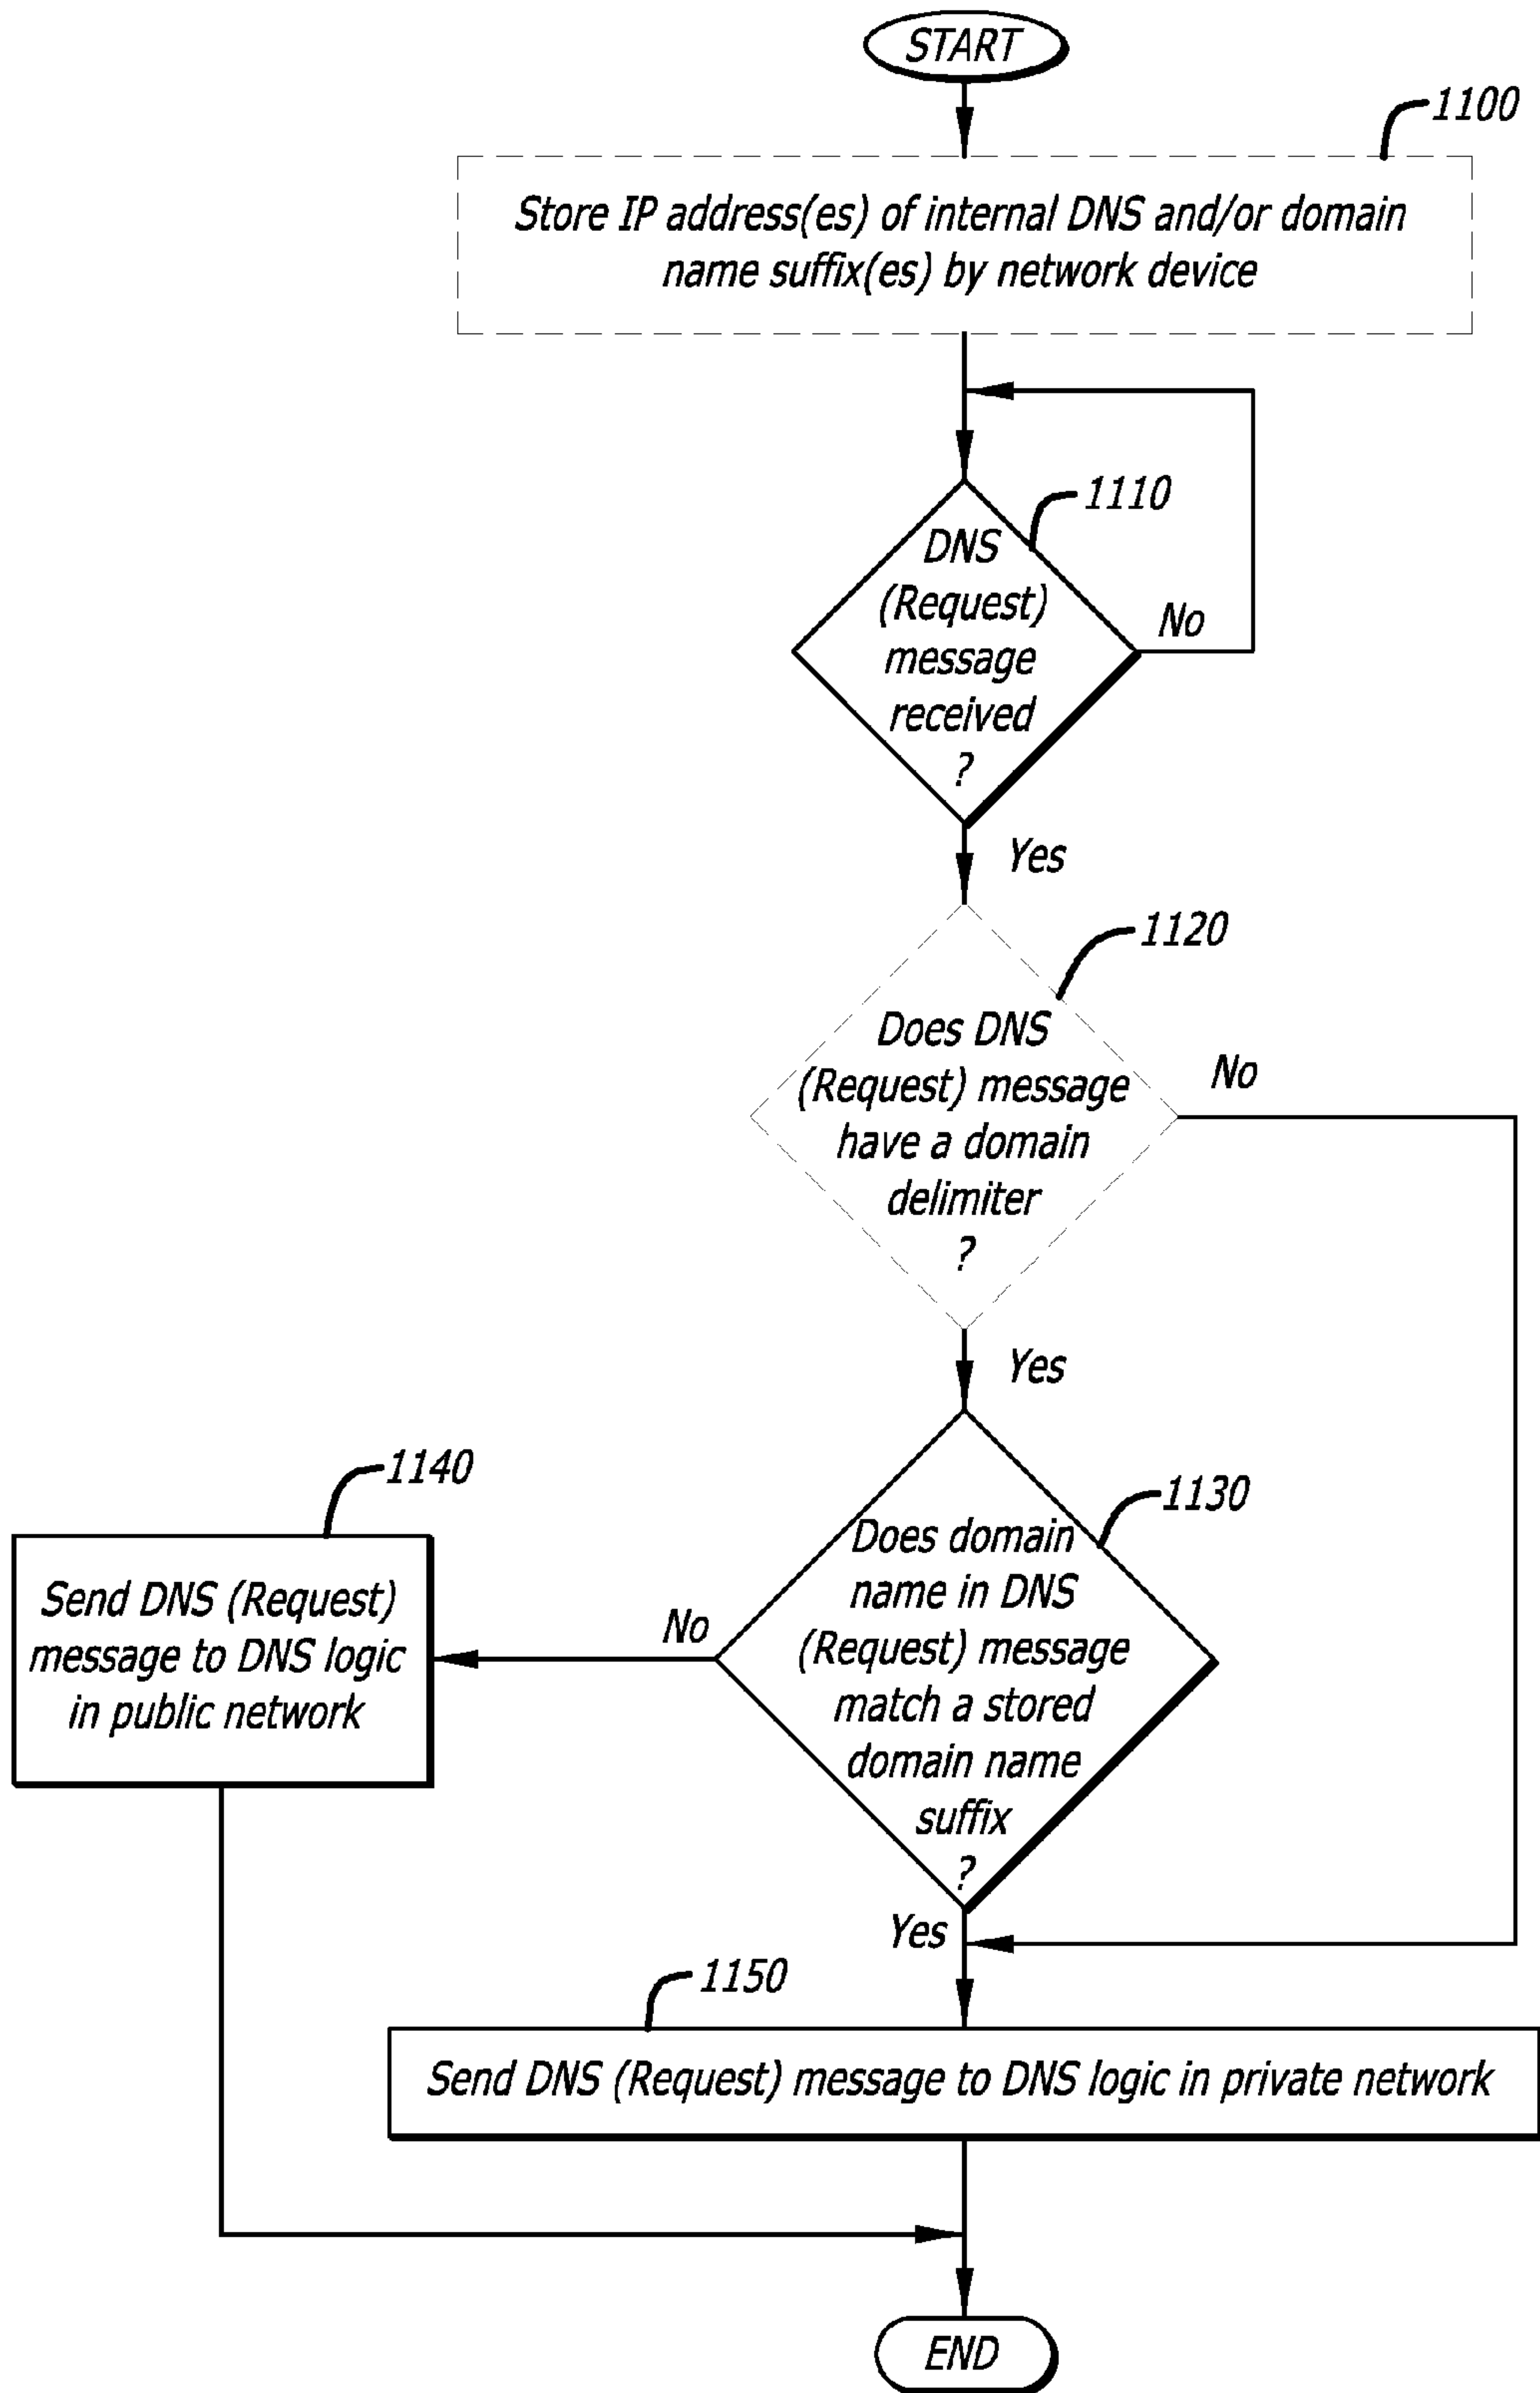 START
1100
Store IP address(es) of internal DNS and/or domain
name suffix(es) by network device
1110
DNS
(Request)
message
received
?
No
Yes
1120
Does DNS
(Request) message
have a domain
delimiter
?
No
Yes
1130
Does domain
name in DNS
(Request) message
match a stored
domain name
suffix
?
No
1140
Send DNS (Request)
message to DNS logic
in public network
Yes
1150
Send DNS (Request) message to DNS logic in private network
END